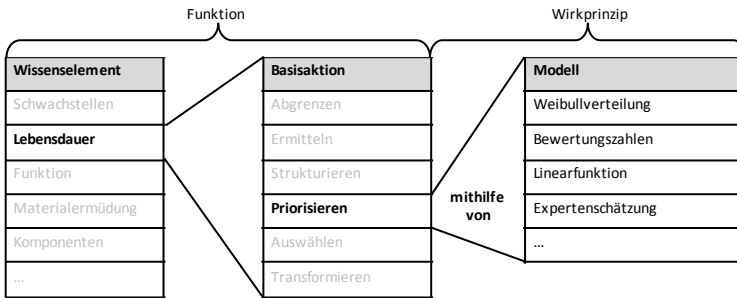 Funktion
Wirkprinzip
Wissenselement
Schwachstellen
Lebensdauer
Funktion
Materialermüdung
Komponenten
...
Basisaktion
Abgrenzen
Ermitteln
Strukturieren
Priorisieren
Auswählen
Transformieren
mithilfe
von
Modell
Weibullverteilung
Bewertungszahlen
Linearfunktion
Expertenschätzung
...